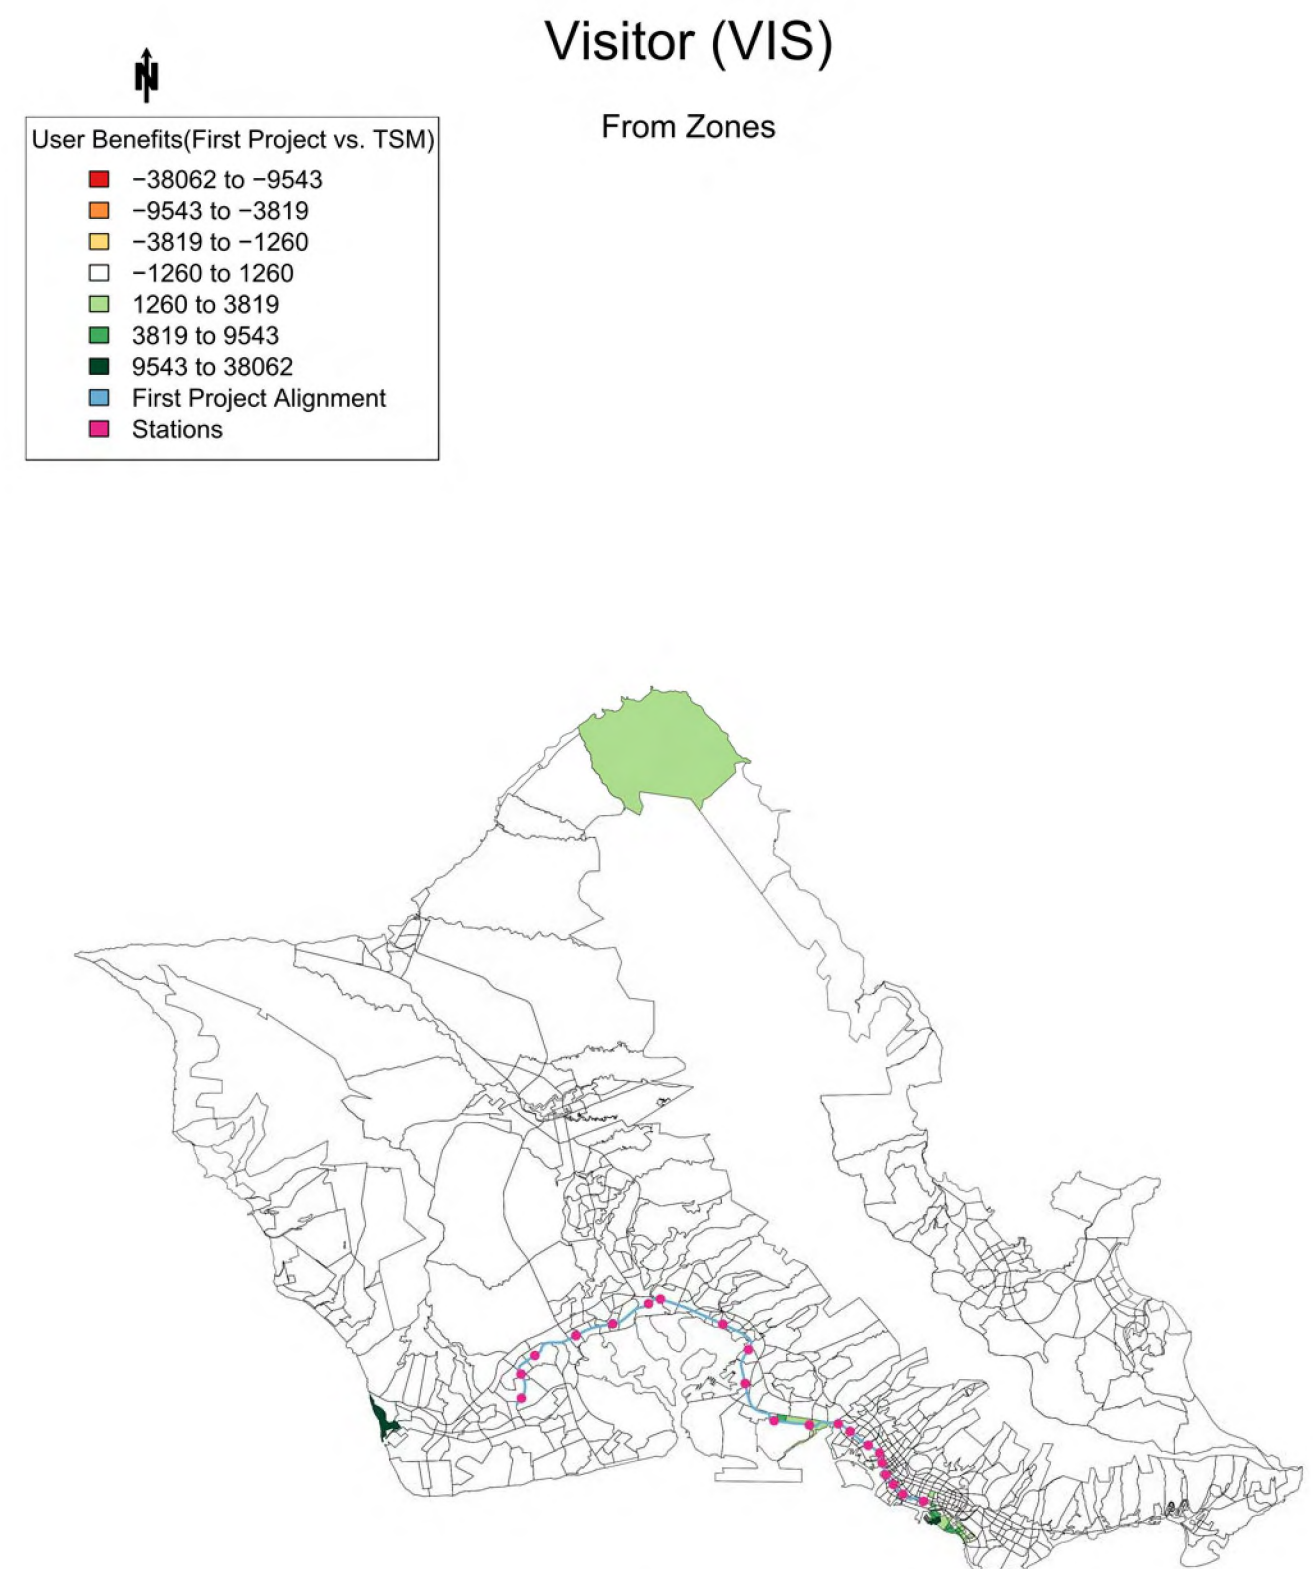 Visitor (VIS)
N
From Zones
User Benefits(First Project vs. TSM)
−38062 to −9543
−9543 to −3819
−3819 to −1260
−1260 to 1260
1260 to 3819
3819 to 9543
9543 to 38062
First Project Alignment
Stations